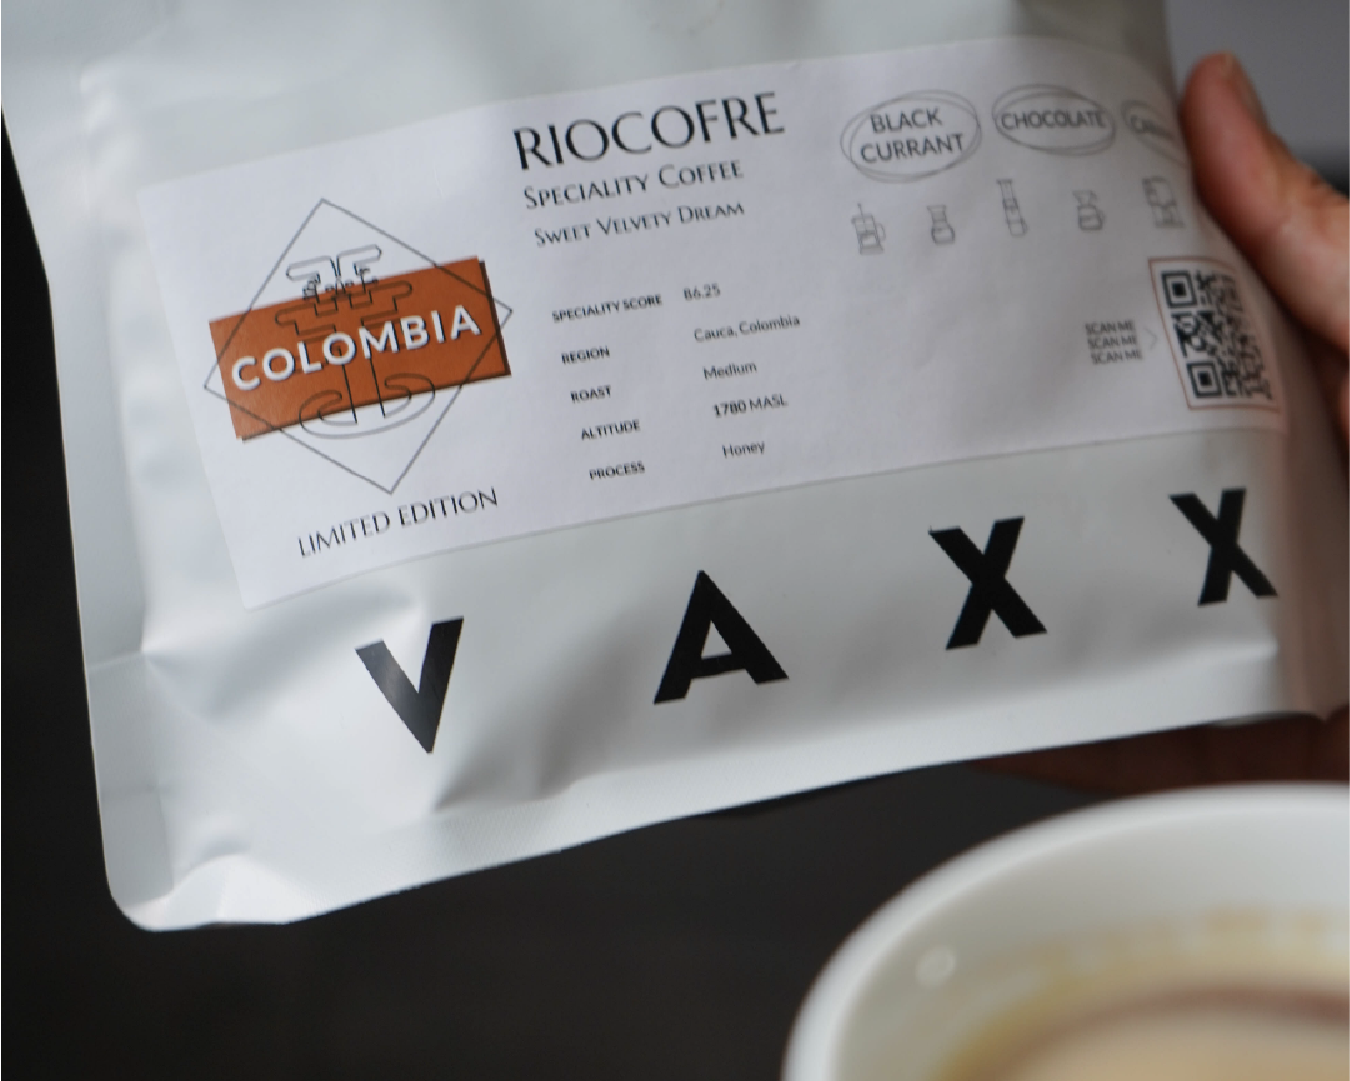 RIOCOFRE
SPECIALITY COFFEE
SWEET VELVETY DREAM
BLACK
CURRANT
CHOCOLATE
COLOMBIA
LIMITED EDITION
SPECIALITY SCORE 86.25
REGION Cauca, Colombia
ROAST Medium
ALTITUDE 1780 MASL
PROCESS Honey
SCAN ME
SCAN ME
SCAN ME
VAXX